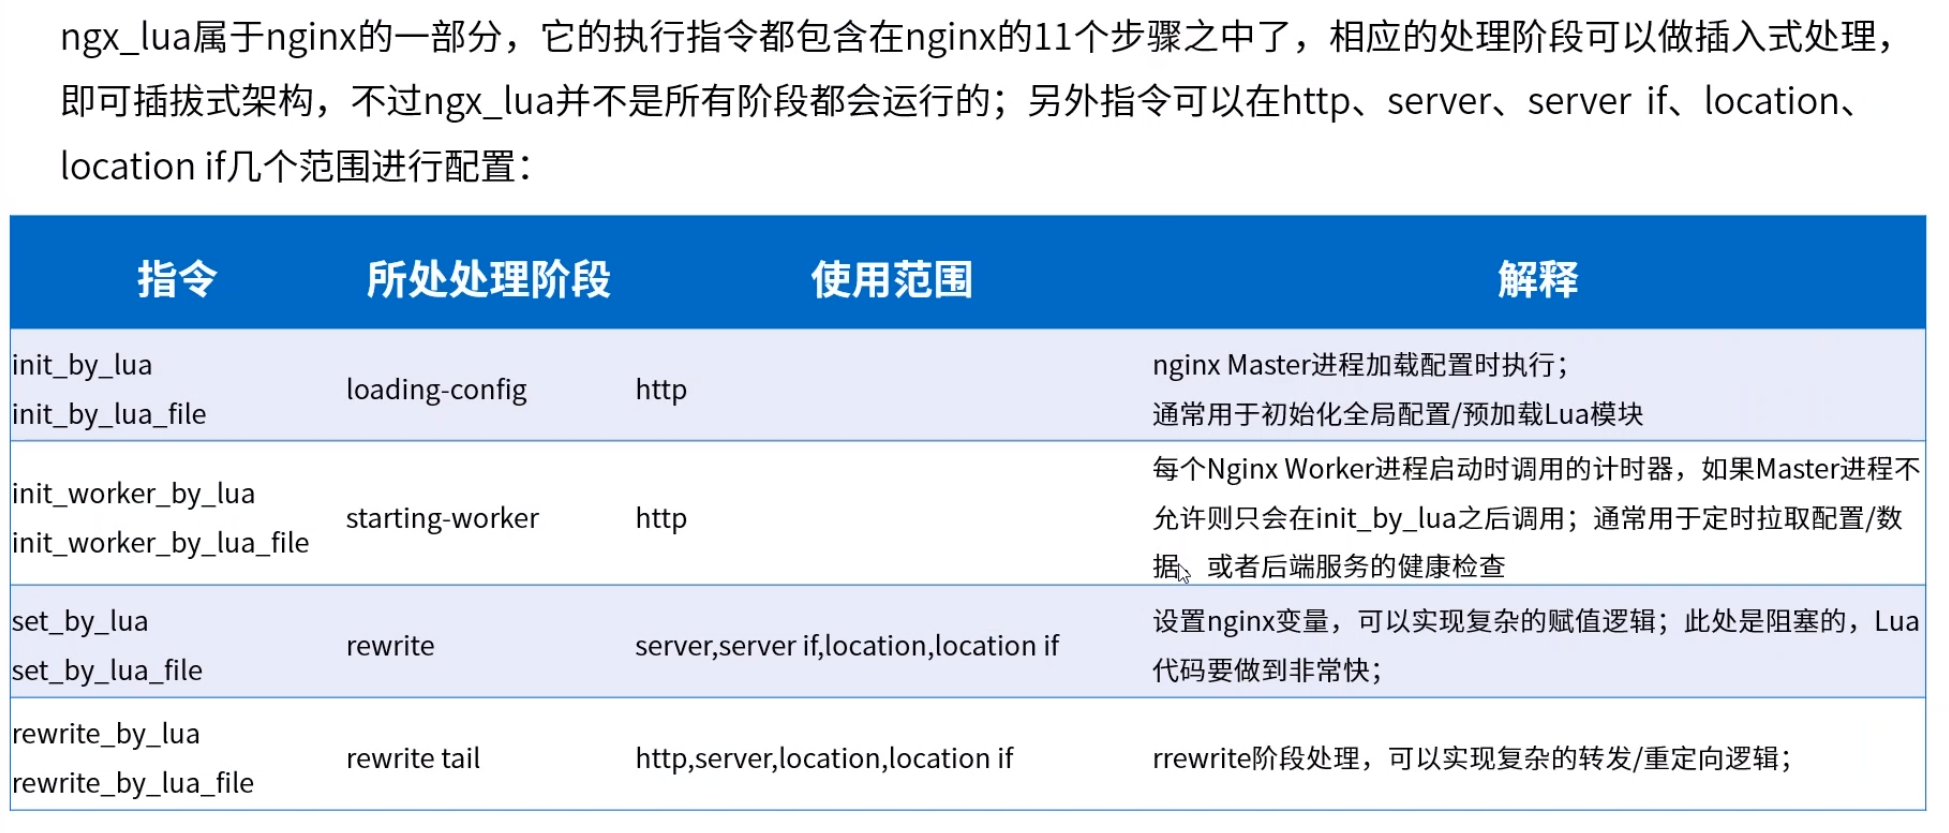 ngx_lua属于nginx的一部分，它的执行指令都包含在nginx的11个步骤之中了，相应的处理阶段可以做插入式处理，
即可插拔式架构，不过ngx_lua并不是所有阶段都会运行的；另外指令可以在http、server、server if、location、
location if几个范围进行配置：
指令 所处处理阶段 使用范围 解释
init_by_lua
init_by_lua_file
loading-config
http
nginx Master进程加载配置时执行；
通常用于初始化全局配置/预加载Lua模块
init_worker_by_lua
init_worker_by_lua_file
starting-worker
http
每个Nginx Worker进程启动时调用的计时器，如果Master进程不
允许则只会在init_by_lua之后调用；通常用于定时拉取配置/数
据、或者后端服务的健康检查
set_by_lua
set_by_lua_file
rewrite
server,server if,location,location if
设置nginx变量，可以实现复杂的赋值逻辑；此处是阻塞的，Lua
代码要做到非常快；
rewrite_by_lua
rewrite_by_lua_file
rewrite tail
http,server,location,location if
rrewrite阶段处理，可以实现复杂的转发/重定向逻辑；